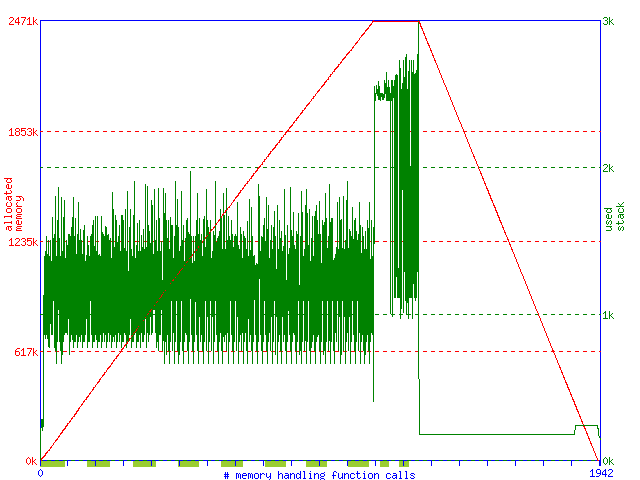 2471k
3k
1853k
2k
allocated
memory
used
stack
1235k
1k
617k
0k
0k
0
# memory handling function calls
1942